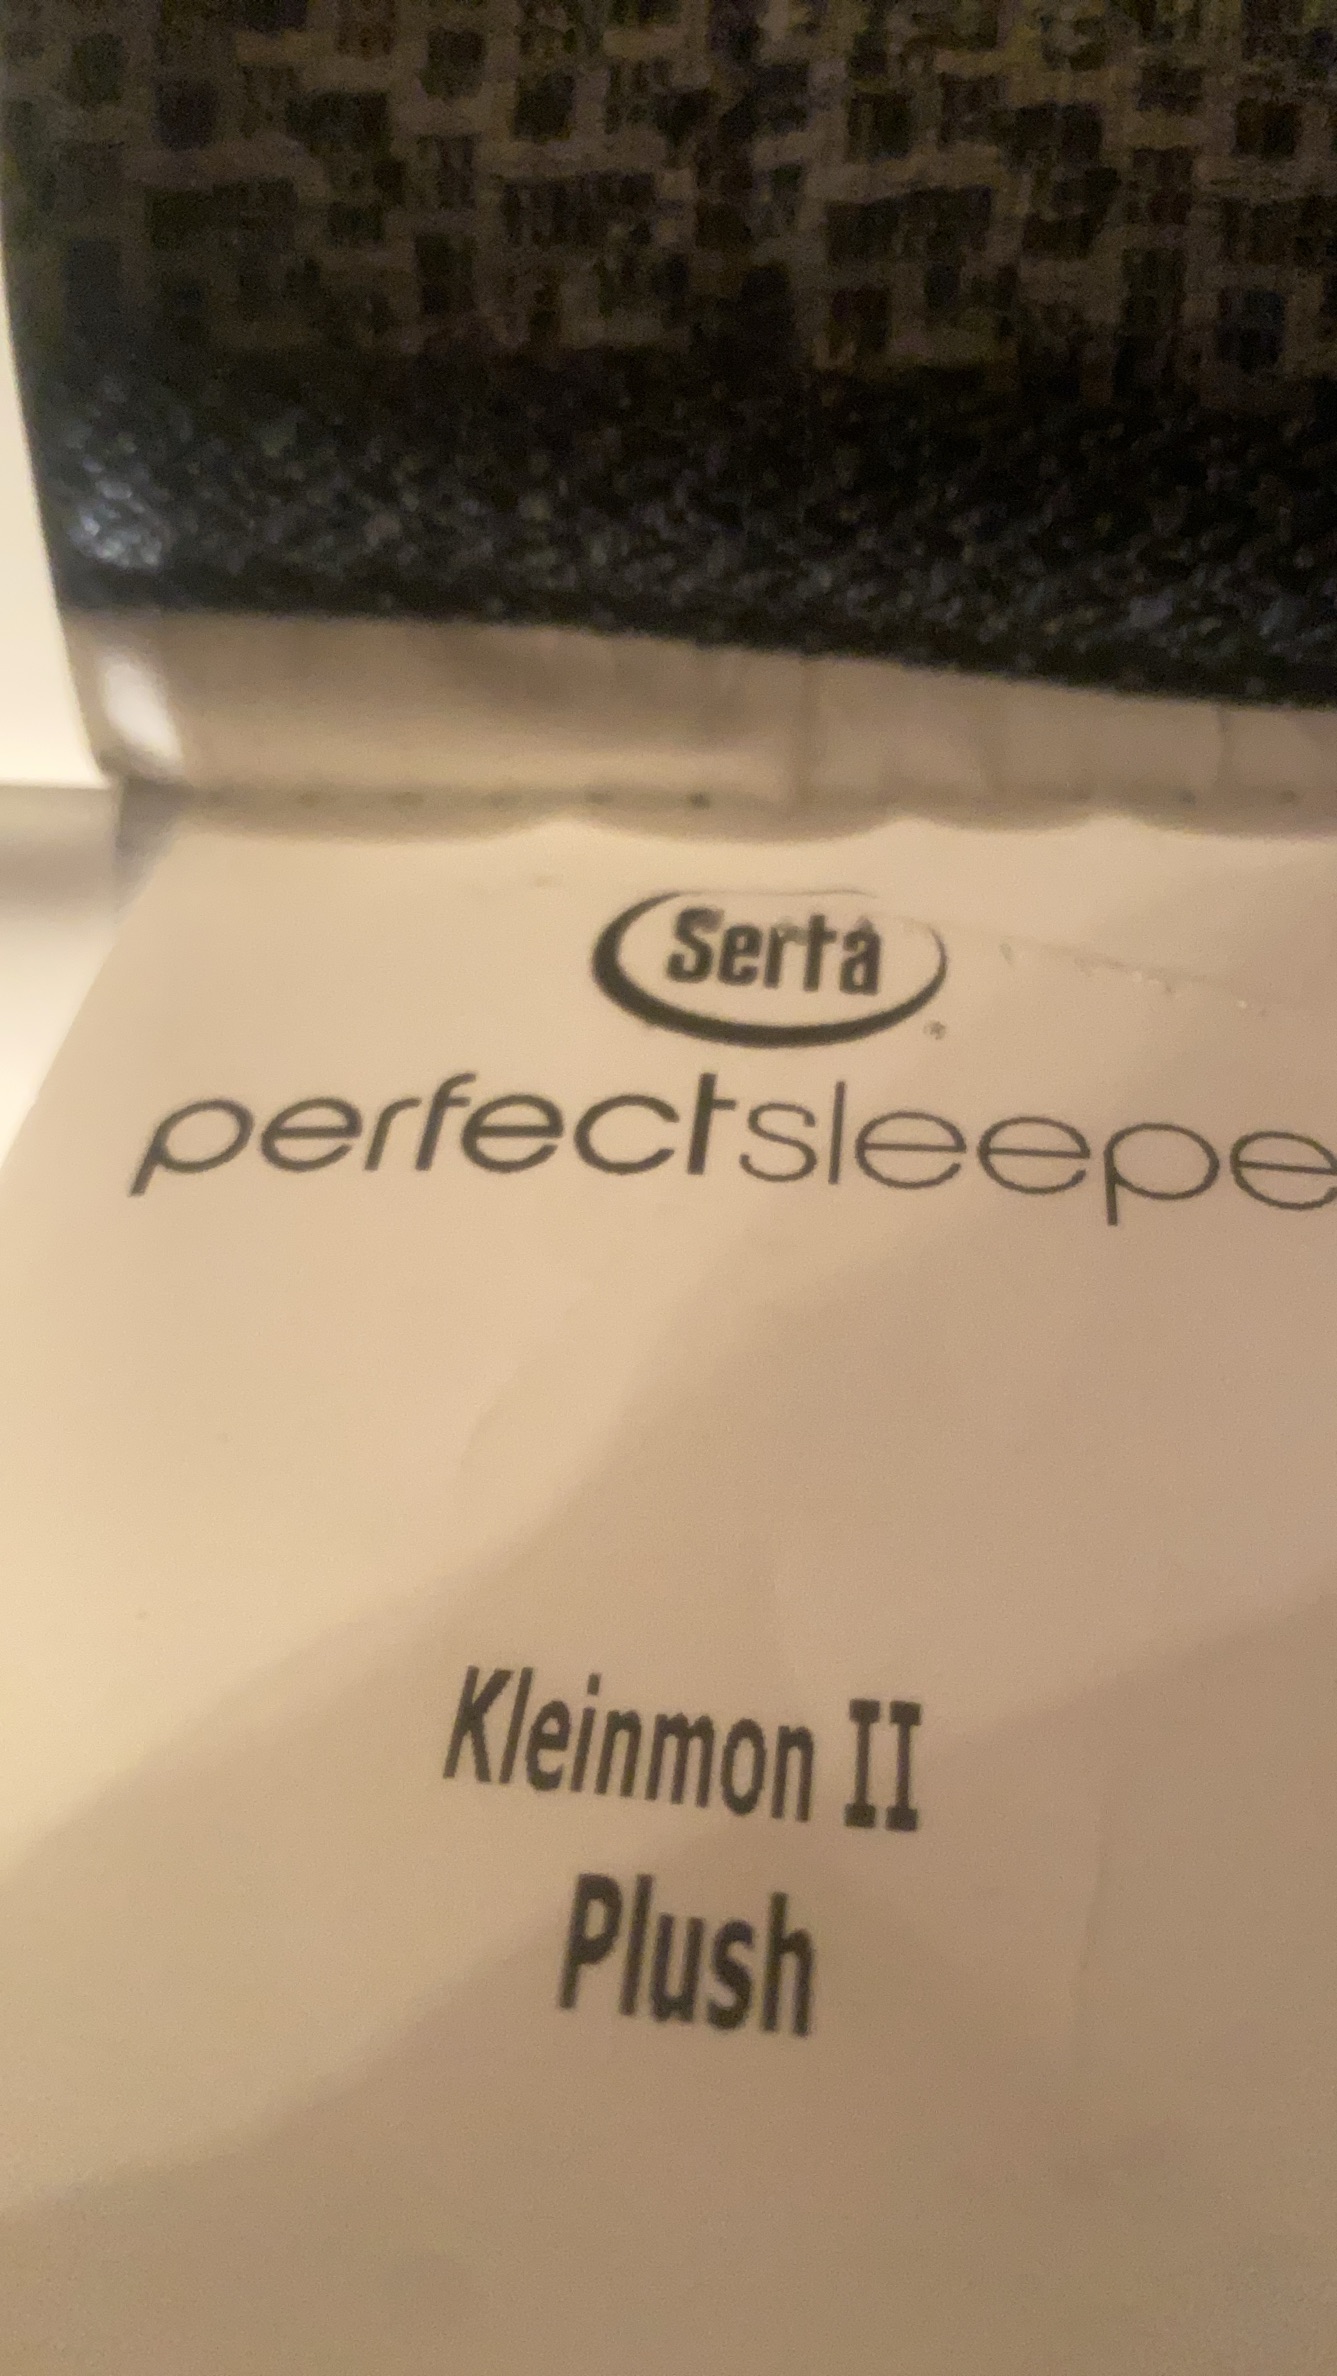 Serta®
perfectsleepe
Kleinmon II
Plush